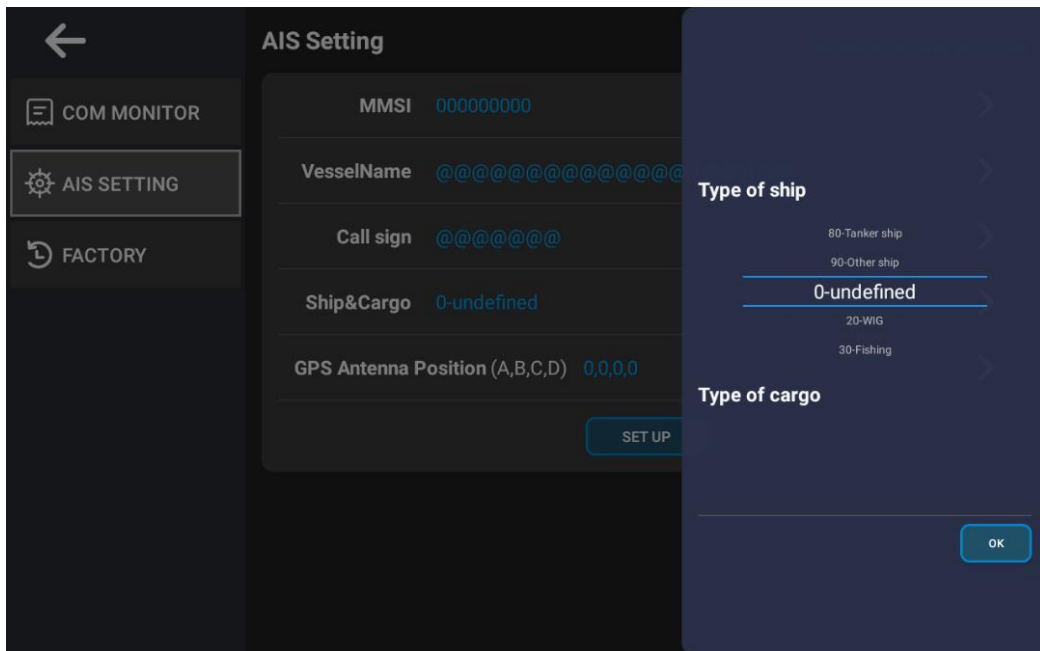 AIS Setting
COM MONITOR
AIS SETTING
FACTORY
MMSI 000000000
VesselName @@@@@@@@@@@@@@
Call sign @@@@@@@
Ship&Cargo 0-undefined
GPS Antenna Position (A,B,C,D) 0,0,0,0
SET UP
Type of ship
80-Tanker ship
90-Other ship
0-undefined
20-WIG
30-Fishing
Type of cargo
OK